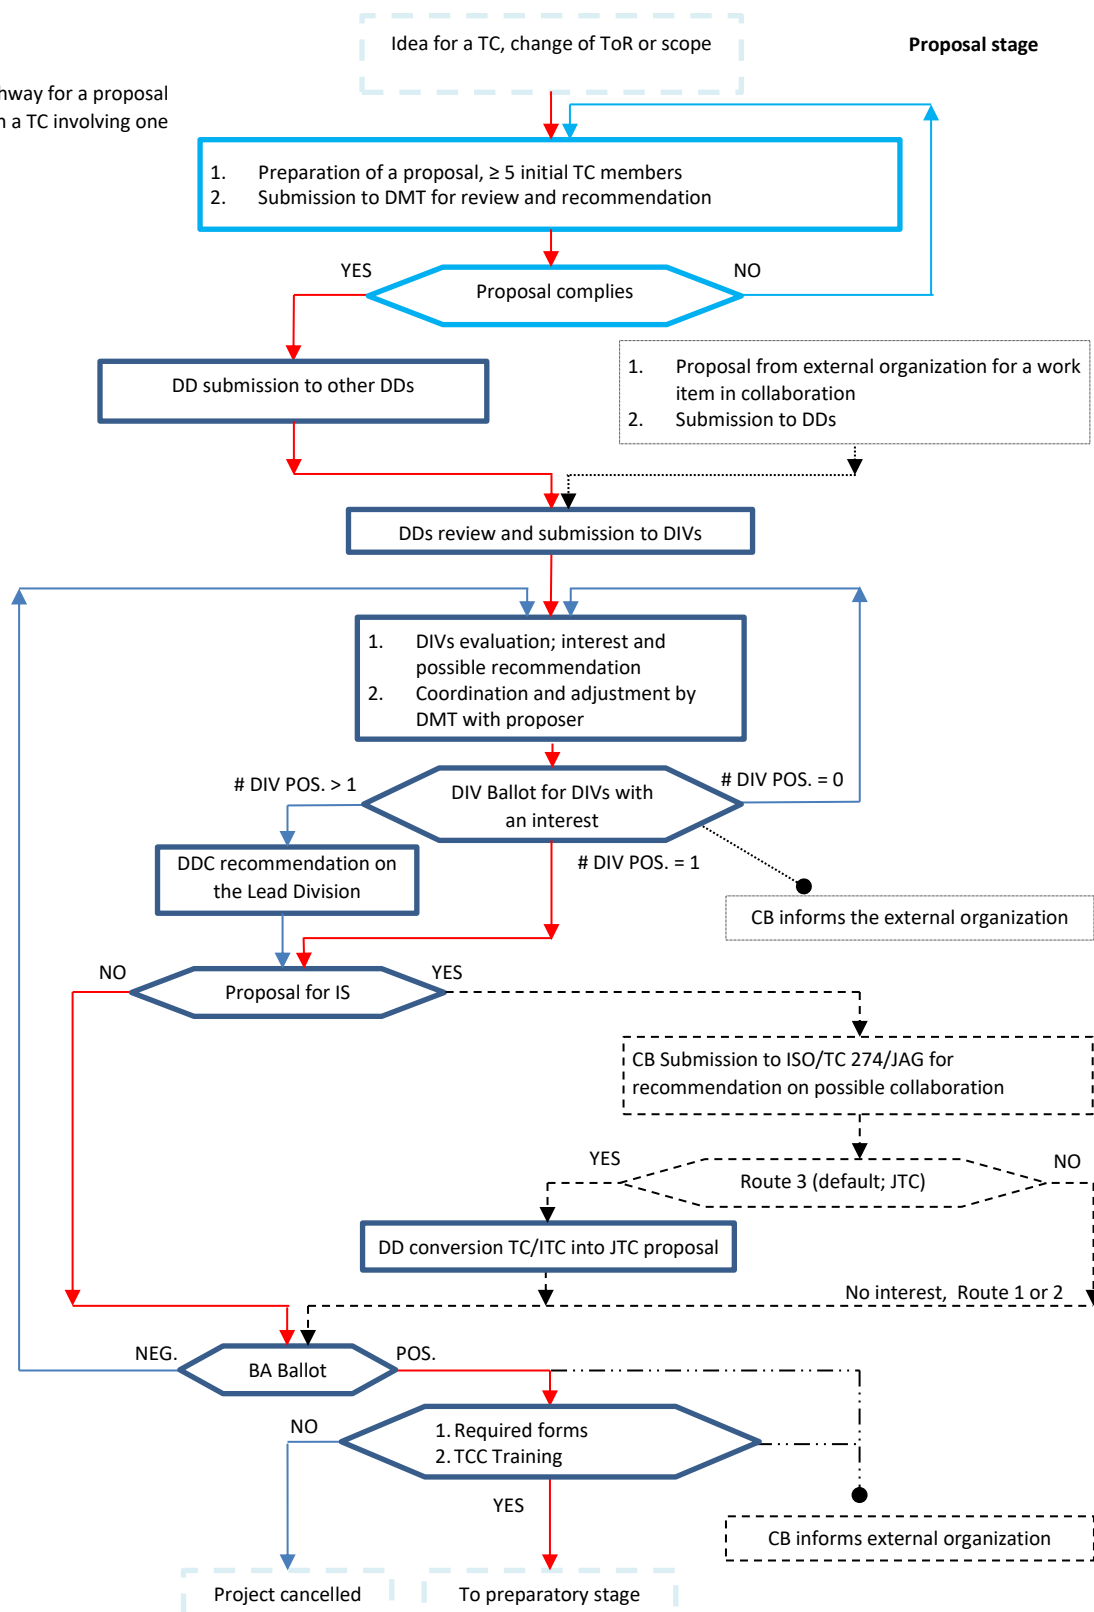 Idea for a TC, change of ToR or scope
Proposal stage
for a proposal
a TC involving one
1. Preparation of a proposal, ≥ 5 initial TC members
2. Submission to DMT for review and recommendation
YES
NO
Proposal complies
DD submission to other DDs
1. Proposal from external organization for a work
item in collaboration
2. Submission to DDs
DDs review and submission to DIVs
1. DIVs evaluation; interest and
possible recommendation
2. Coordination and adjustment by
DMT with proposer
# DIV POS. > 1
# DIV POS. = 0
DIV Ballot for DIVs with
an interest
# DIV POS. = 1
DDC recommendation on
the Lead Division
CB informs the external organization
NO
YES
Proposal for IS
CB Submission to ISO/TC 274/JAG for
recommendation on possible collaboration
YES
NO
Route 3 (default; JTC)
DD conversion TC/ITC into JTC proposal
No interest, Route 1 or 2
NEG.
POS.
BA Ballot
NO
1. Required forms
2. TCC Training
YES
CB informs external organization
Project cancelled
To preparatory stage